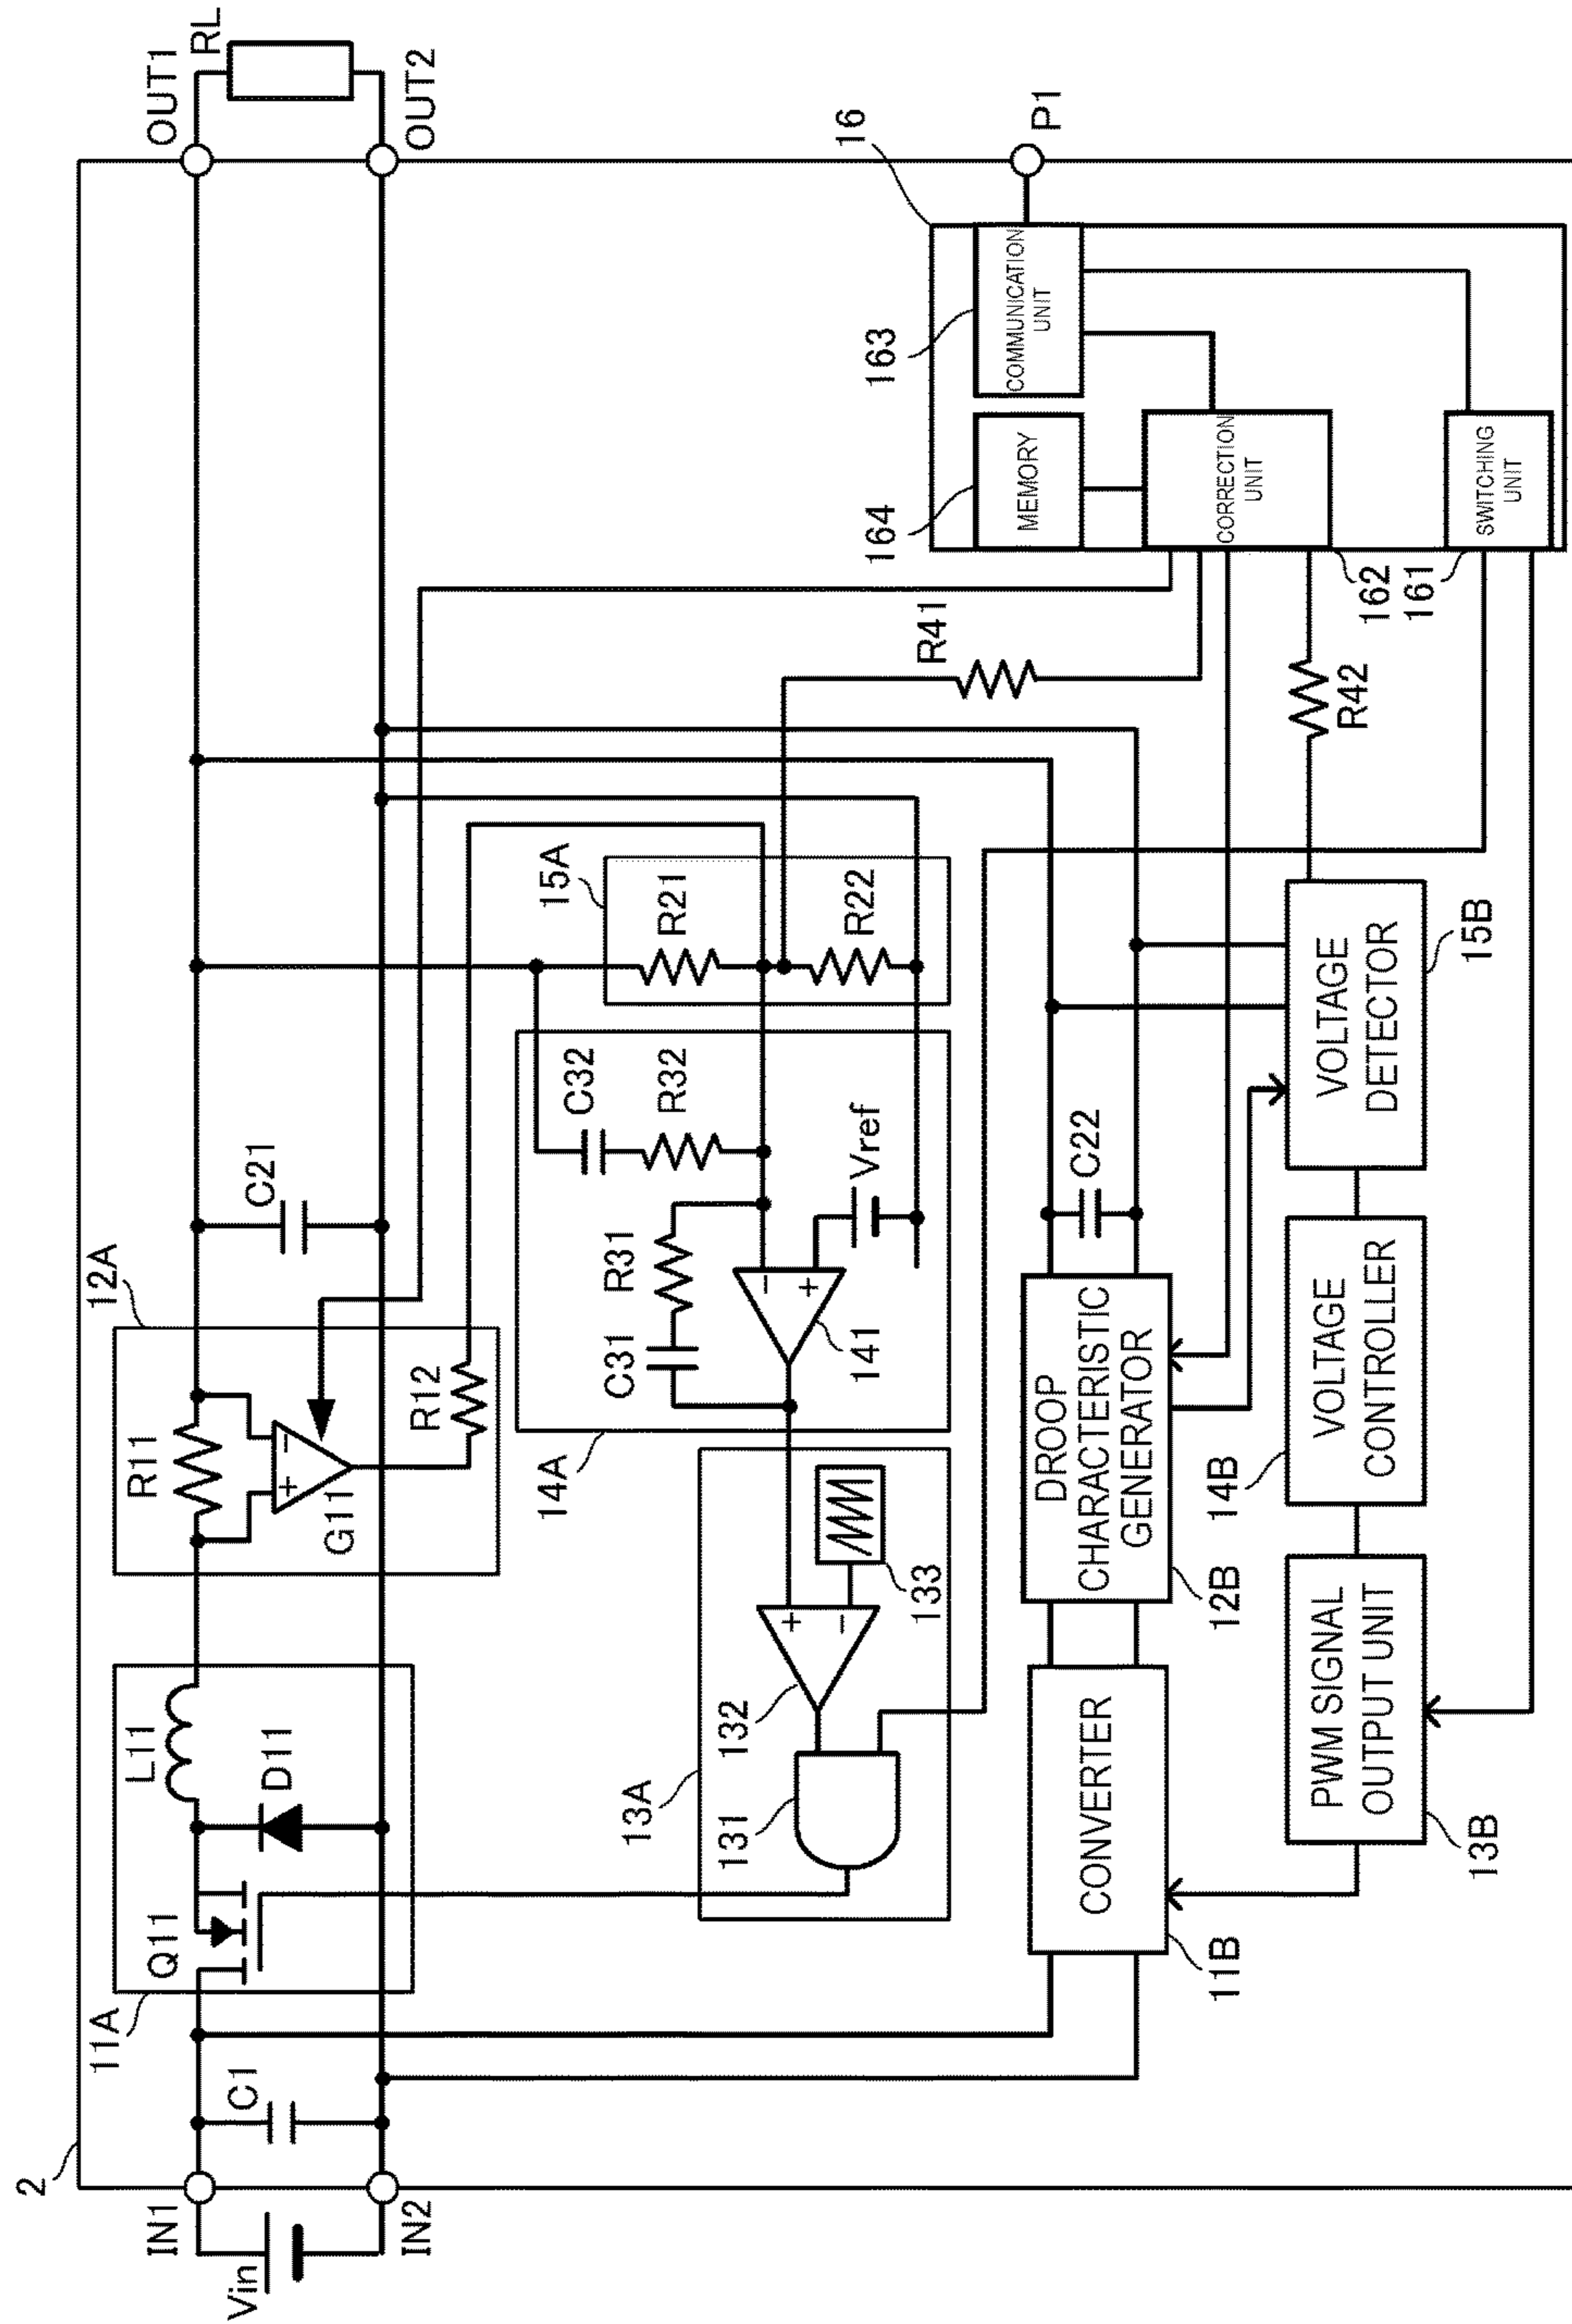 2
IN1
Vin
IN2
C1
11A
Q11
L11
D11
12A
R11
+
−
G11
R12
C21
OUT1
RL
OUT2
15A
R21
R22
14A
C32
R32
R31
C31
−
+
141
Vref
13A
131
132
+
−
133
R41
16
P1
163
COMMUNICATION
UNIT
164
MEMORY
CORRECTION
UNIT
162
SWITCHING
UNIT
161
R42
CONVERTER
11B
DROOP
CHARACTERISTIC
GENERATOR
12B
C22
PWM SIGNAL
OUTPUT UNIT
13B
VOLTAGE
CONTROLLER
14B
VOLTAGE
DETECTOR
15B